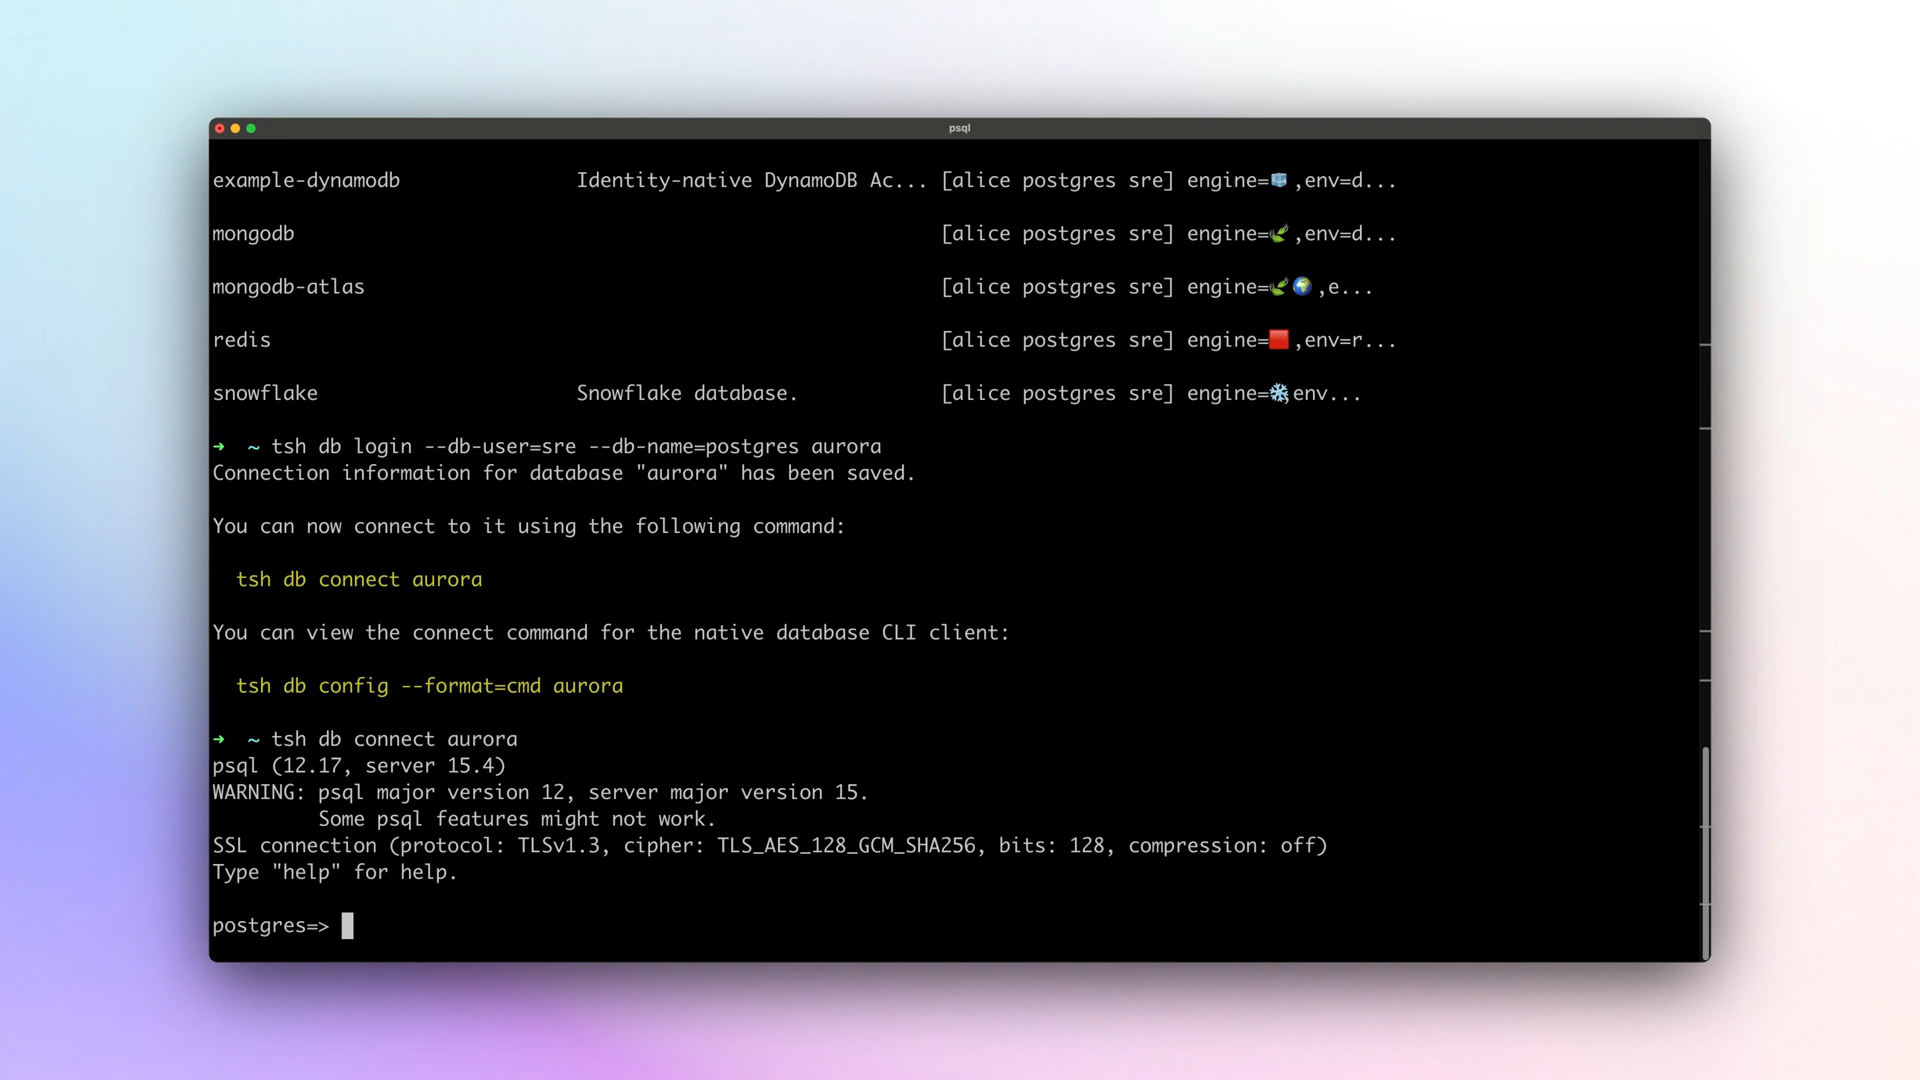 psql
example-dynamodb Identity-native DynamoDB Ac... [alice postgres sre] engine=🧊,env=d...
mongodb [alice postgres sre] engine=🌿,env=d...
mongodb-atlas [alice postgres sre] engine=🌿🌍,e...
redis [alice postgres sre] engine=🟥,env=r...
snowflake Snowflake database. [alice postgres sre] engine=❄️env...
➜ ~ tsh db login --db-user=sre --db-name=postgres aurora
Connection information for database "aurora" has been saved.
You can now connect to it using the following command:
tsh db connect aurora
You can view the connect command for the native database CLI client:
tsh db config --format=cmd aurora
➜ ~ tsh db connect aurora
psql (12.17, server 15.4)
WARNING: psql major version 12, server major version 15.
Some psql features might not work.
SSL connection (protocol: TLSv1.3, cipher: TLS_AES_128_GCM_SHA256, bits: 128, compression: off)
Type "help" for help.
postgres=>